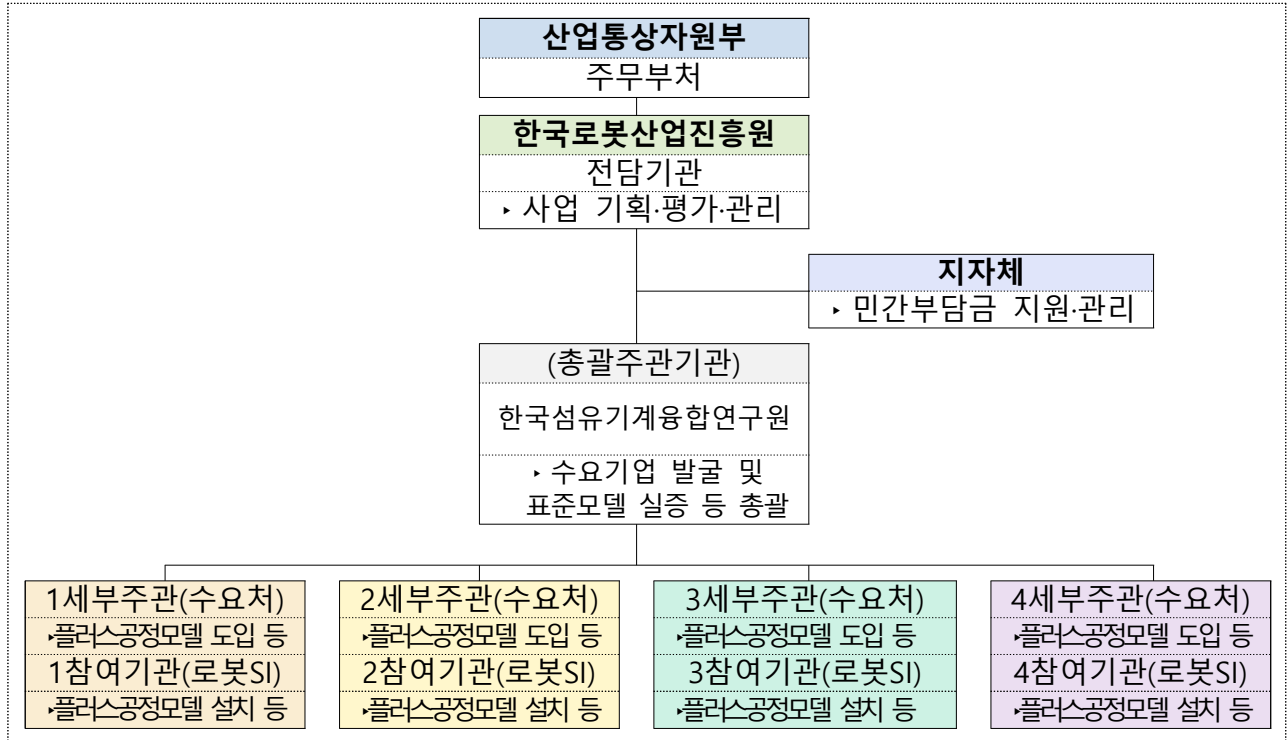 산업통상자원부
주무부처
한국로봇산업진흥원
전담기관
▸ 사업 기획·평가·관리
지자체
▸ 민간부담금 지원·관리
(총괄주관기관)
한국섬유기계융합연구원
▸ 수요기업 발굴 및
표준모델 실증 등 총괄
1세부주관(수요처)
▸플러스공정모델 도입 등
1참여기관(로봇SI)
▸플러스공정모델 설치 등
2세부주관(수요처)
▸플러스공정모델 도입 등
2참여기관(로봇SI)
▸플러스공정모델 설치 등
3세부주관(수요처)
▸플러스공정모델 도입 등
3참여기관(로봇SI)
▸플러스공정모델 설치 등
4세부주관(수요처)
▸플러스공정모델 도입 등
4참여기관(로봇SI)
▸플러스공정모델 설치 등